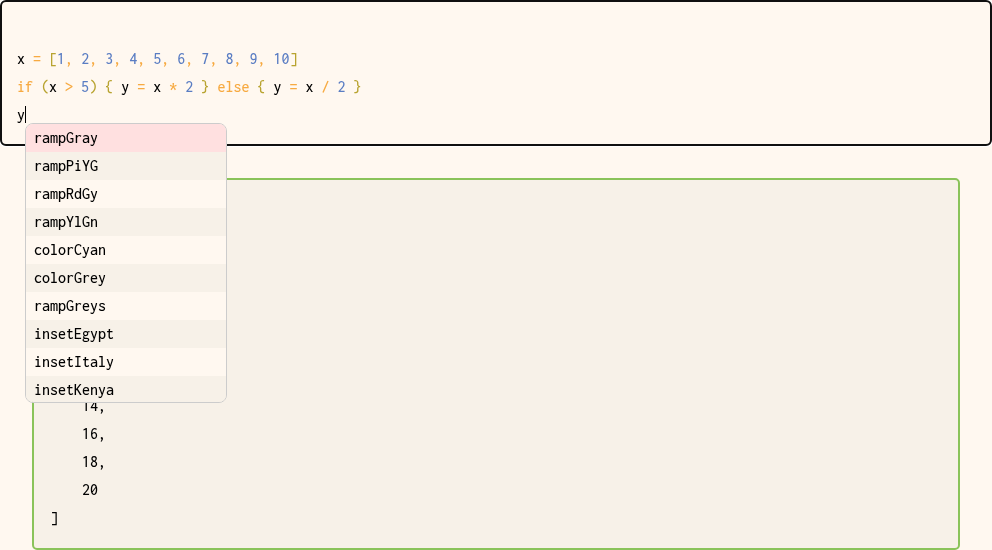 x = [1, 2, 3, 4, 5, 6, 7, 8, 9, 10]
if (x > 5) { y = x * 2 } else { y = x / 2 }
y
rampGray
rampPiYG
rampRdGy
rampYlGn
colorCyan
colorGrey
rampGreys
insetEgypt
insetItaly
insetKenya
14,
16,
18,
20
]